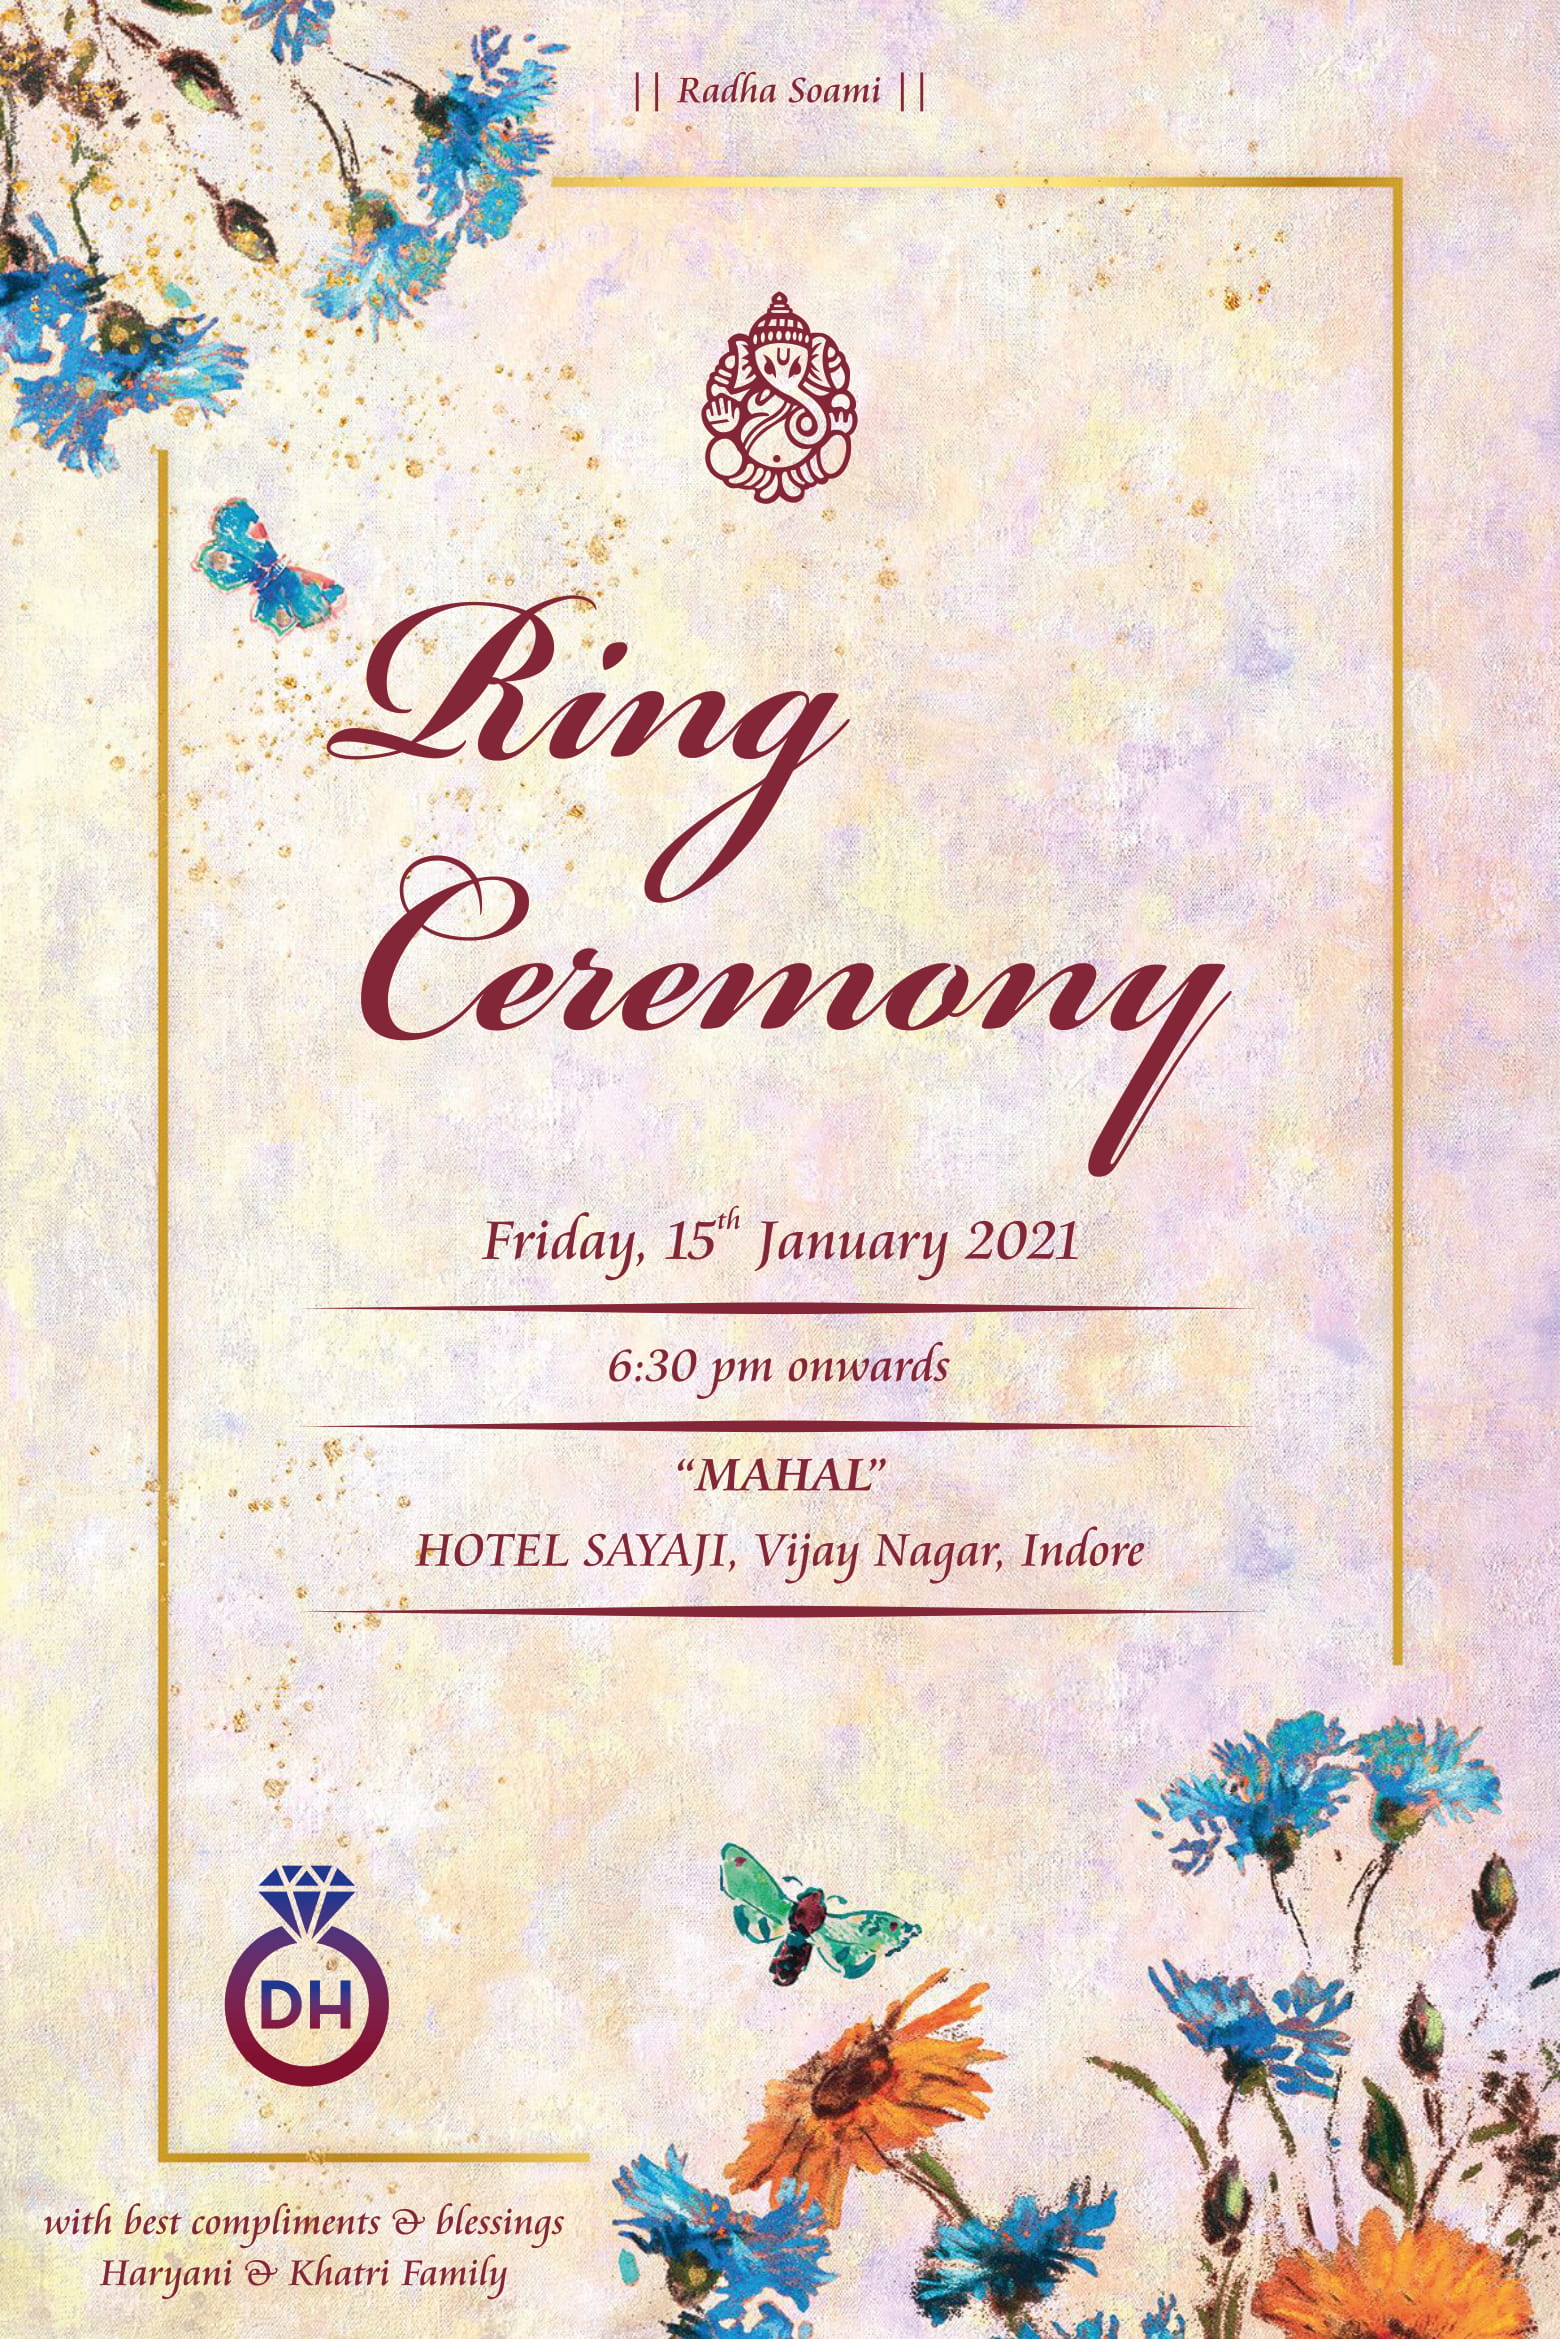 || Radha Soami ||
Ring
Ceremony
Friday, 15th January 2021
6:30 pm onwards
“MAHAL”
HOTEL SAYAJI, Vijay Nagar, Indore
DH
with best compliments & blessings
Haryani & Khatri Family